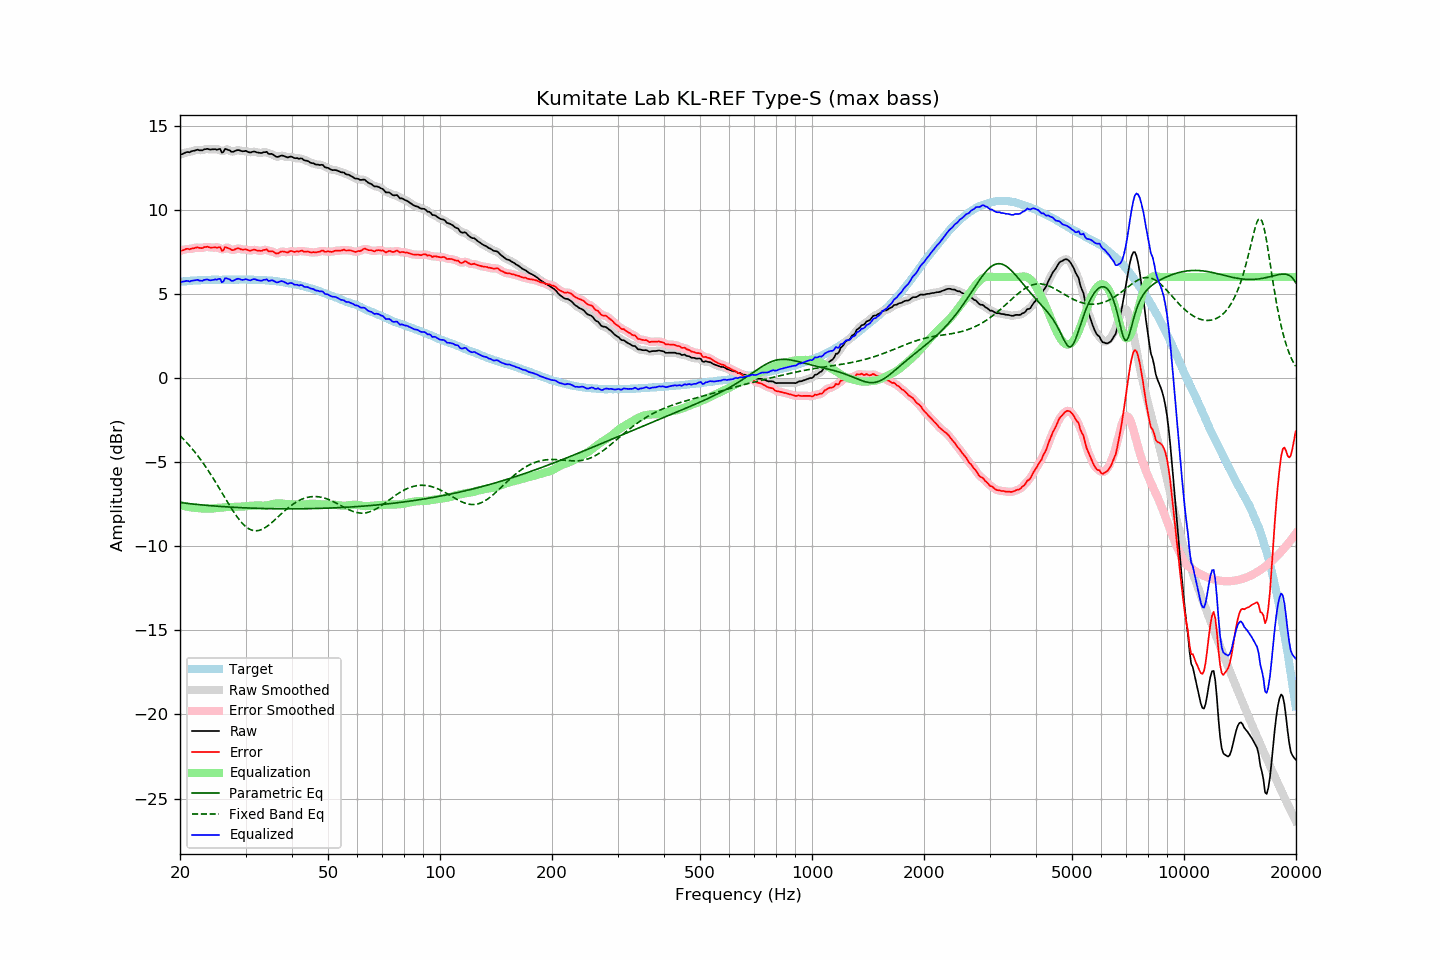 Kumitate Lab KL-REF Type-S (max bass)
15
10
5
0
−5
−10
−15
−20
−25
Amplitude (dBr)
Target
Raw Smoothed
Error Smoothed
Raw
Error
Equalization
Parametric Eq
Fixed Band Eq
Equalized
20
50
100
200
500
1000
2000
5000
10000
20000
Frequency (Hz)